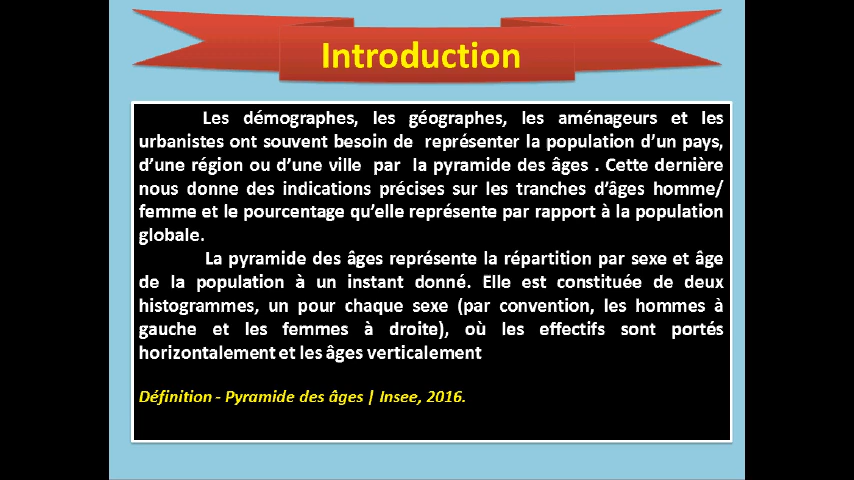 Introduction
Les démographes, les géographes, les aménageurs et les
urbanistes ont souvent besoin de représenter la population d’un pays,
d’une région ou d’une ville par la pyramide des âges . Cette dernière
nous donne des indications précises sur les tranches d’âges homme/
femme et le pourcentage qu’elle représente par rapport à la population
globale.
La pyramide des âges représente la répartition par sexe et âge
de la population à un instant donné. Elle est constituée de deux
histogrammes, un pour chaque sexe (par convention, les hommes à
gauche et les femmes à droite), où les effectifs sont portés
horizontalement et les âges verticalement
Définition - Pyramide des âges | Insee, 2016.